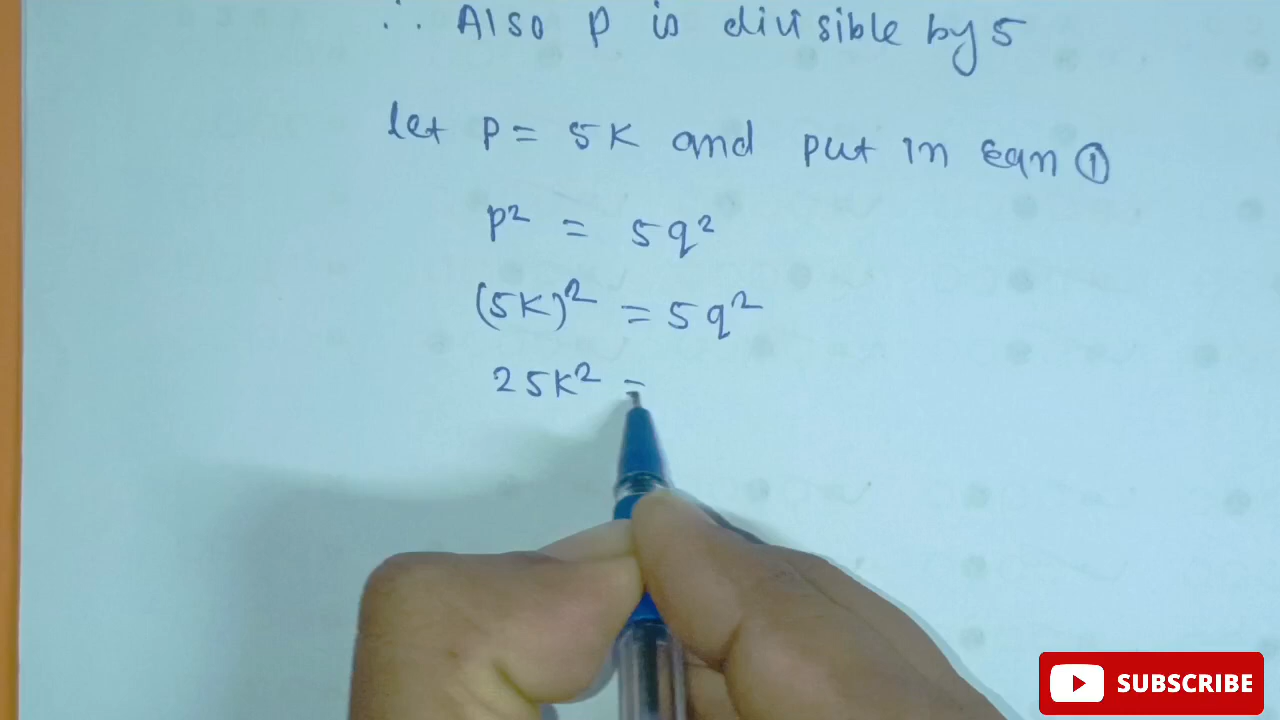 ∴ Also P is divisible by 5
let P = 5K and put in eqn ①
p² = 5q²
(5K)² = 5q²
25K² =
SUBSCRIBE